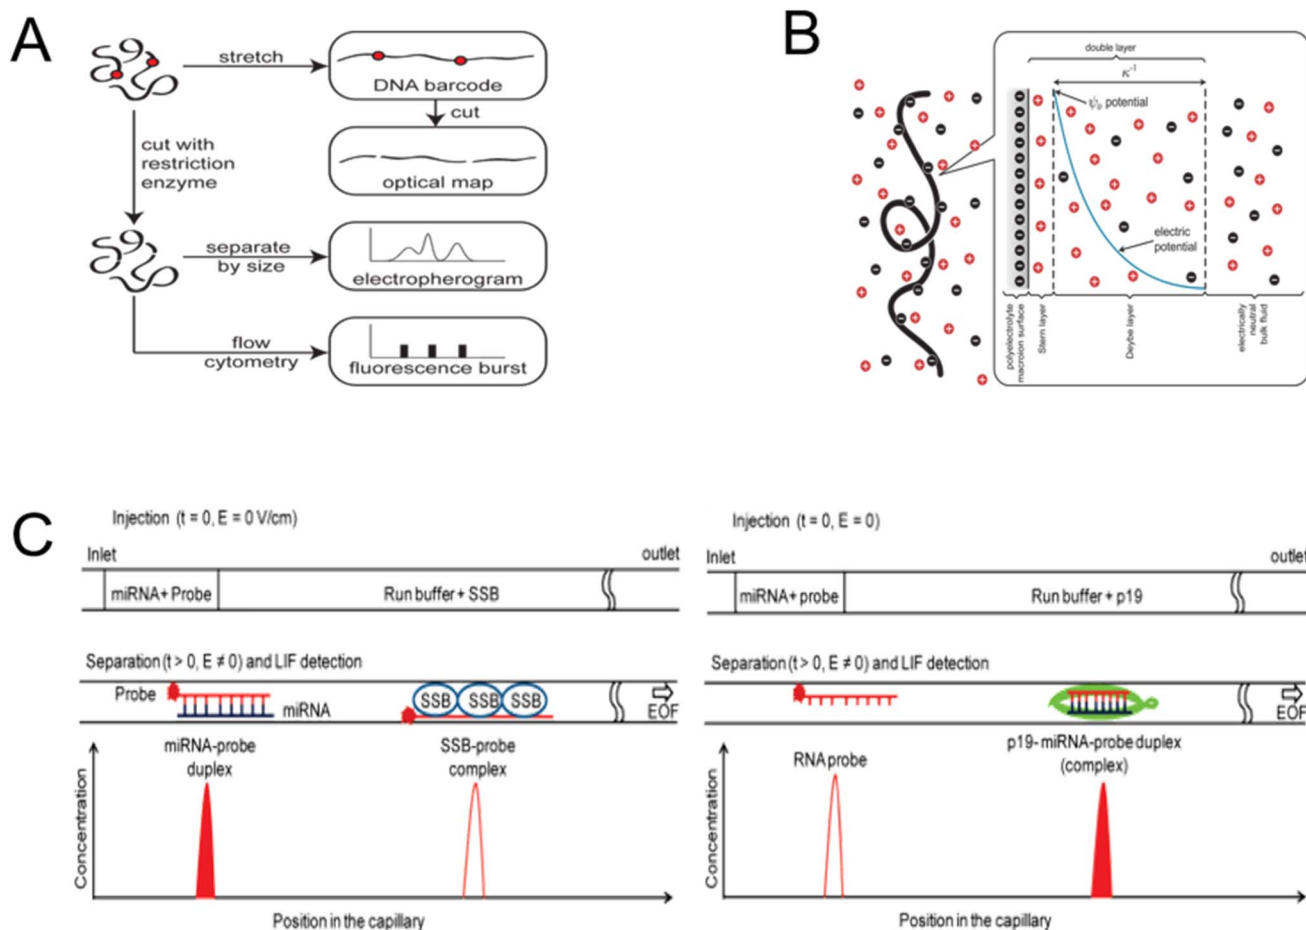 A
stretch
DNA barcode
cut
cut with
restriction
enzyme
optical map
separate
by size
electropherogram
flow
cytometry
fluorescence burst
B
double layer
κ⁻¹
ψ₀ potential
electric
potential
polyelectrolyte
macroion surface
Stern layer
Deybe layer
electrically
neutral
bulk fluid
C
Injection (t = 0, E = 0 V/cm)
Inlet
outlet
miRNA+ Probe
Run buffer + SSB
Separation (t > 0, E ≠ 0) and LIF detection
Probe
SSB
SSB
SSB
miRNA
EOF
miRNA-probe
duplex
SSB-probe
complex
Concentration
Position in the capillary
Injection (t=0, E=0)
Inlet
outlet
miRNA+ probe
Run buffer + p19
Separation (t > 0, E ≠ 0) and LIF detection
EOF
RNA probe
p19- miRNA-probe duplex
(complex)
Concentration
Position in the capillary